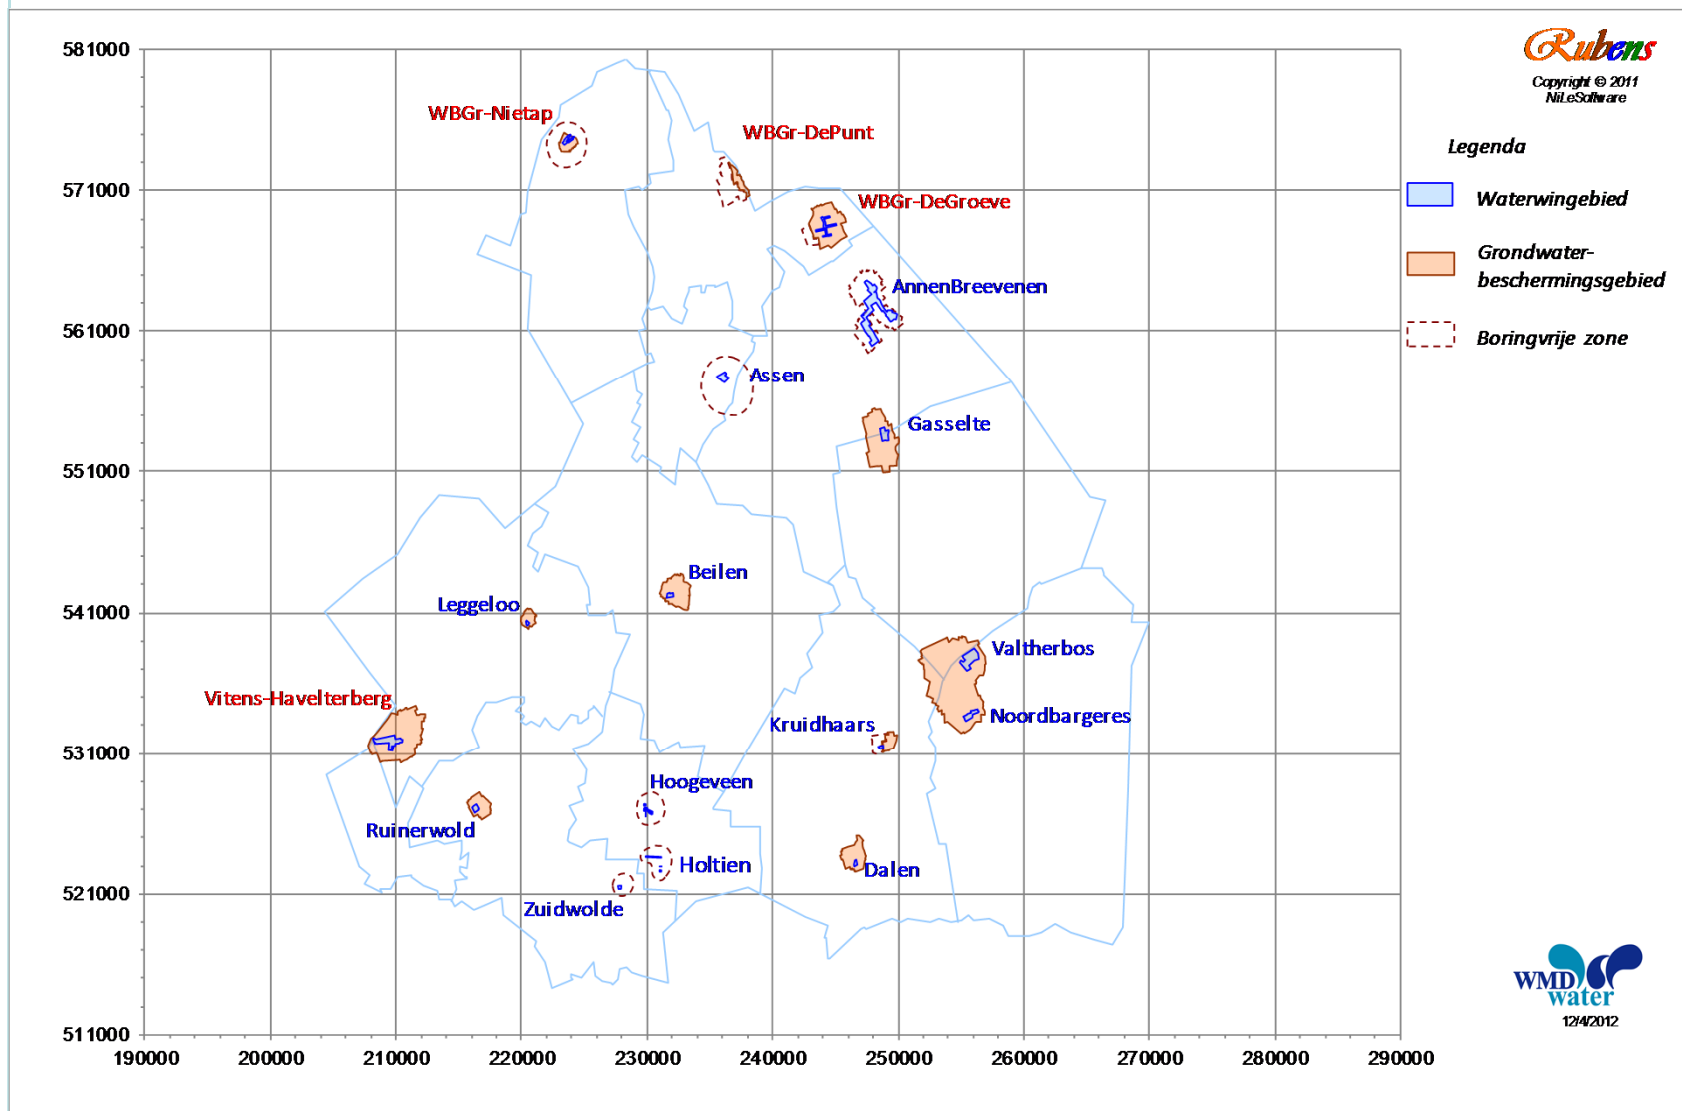 Rubens
Copyright © 2011
NiLeSoftware
581000
571000
561000
551000
541000
531000
521000
511000
190000 200000 210000 220000 230000 240000 250000 260000 270000 280000 290000
WBGr-Nietap
WBGr-DePunt
WBGr-DeGroeve
AnnenBreevenen
Assen
Gasselte
Beilen
Leggeloo
Valtherbos
Vitens-Havelterberg
Noordbargeres
Kruidhaars
Hoogeveen
Ruinerwold
Holtien
Dalen
Zuidwolde
Legenda
Waterwingebied
Grondwater-
beschermingsgebied
Boringvrije zone
WMD
water
12/4/2012